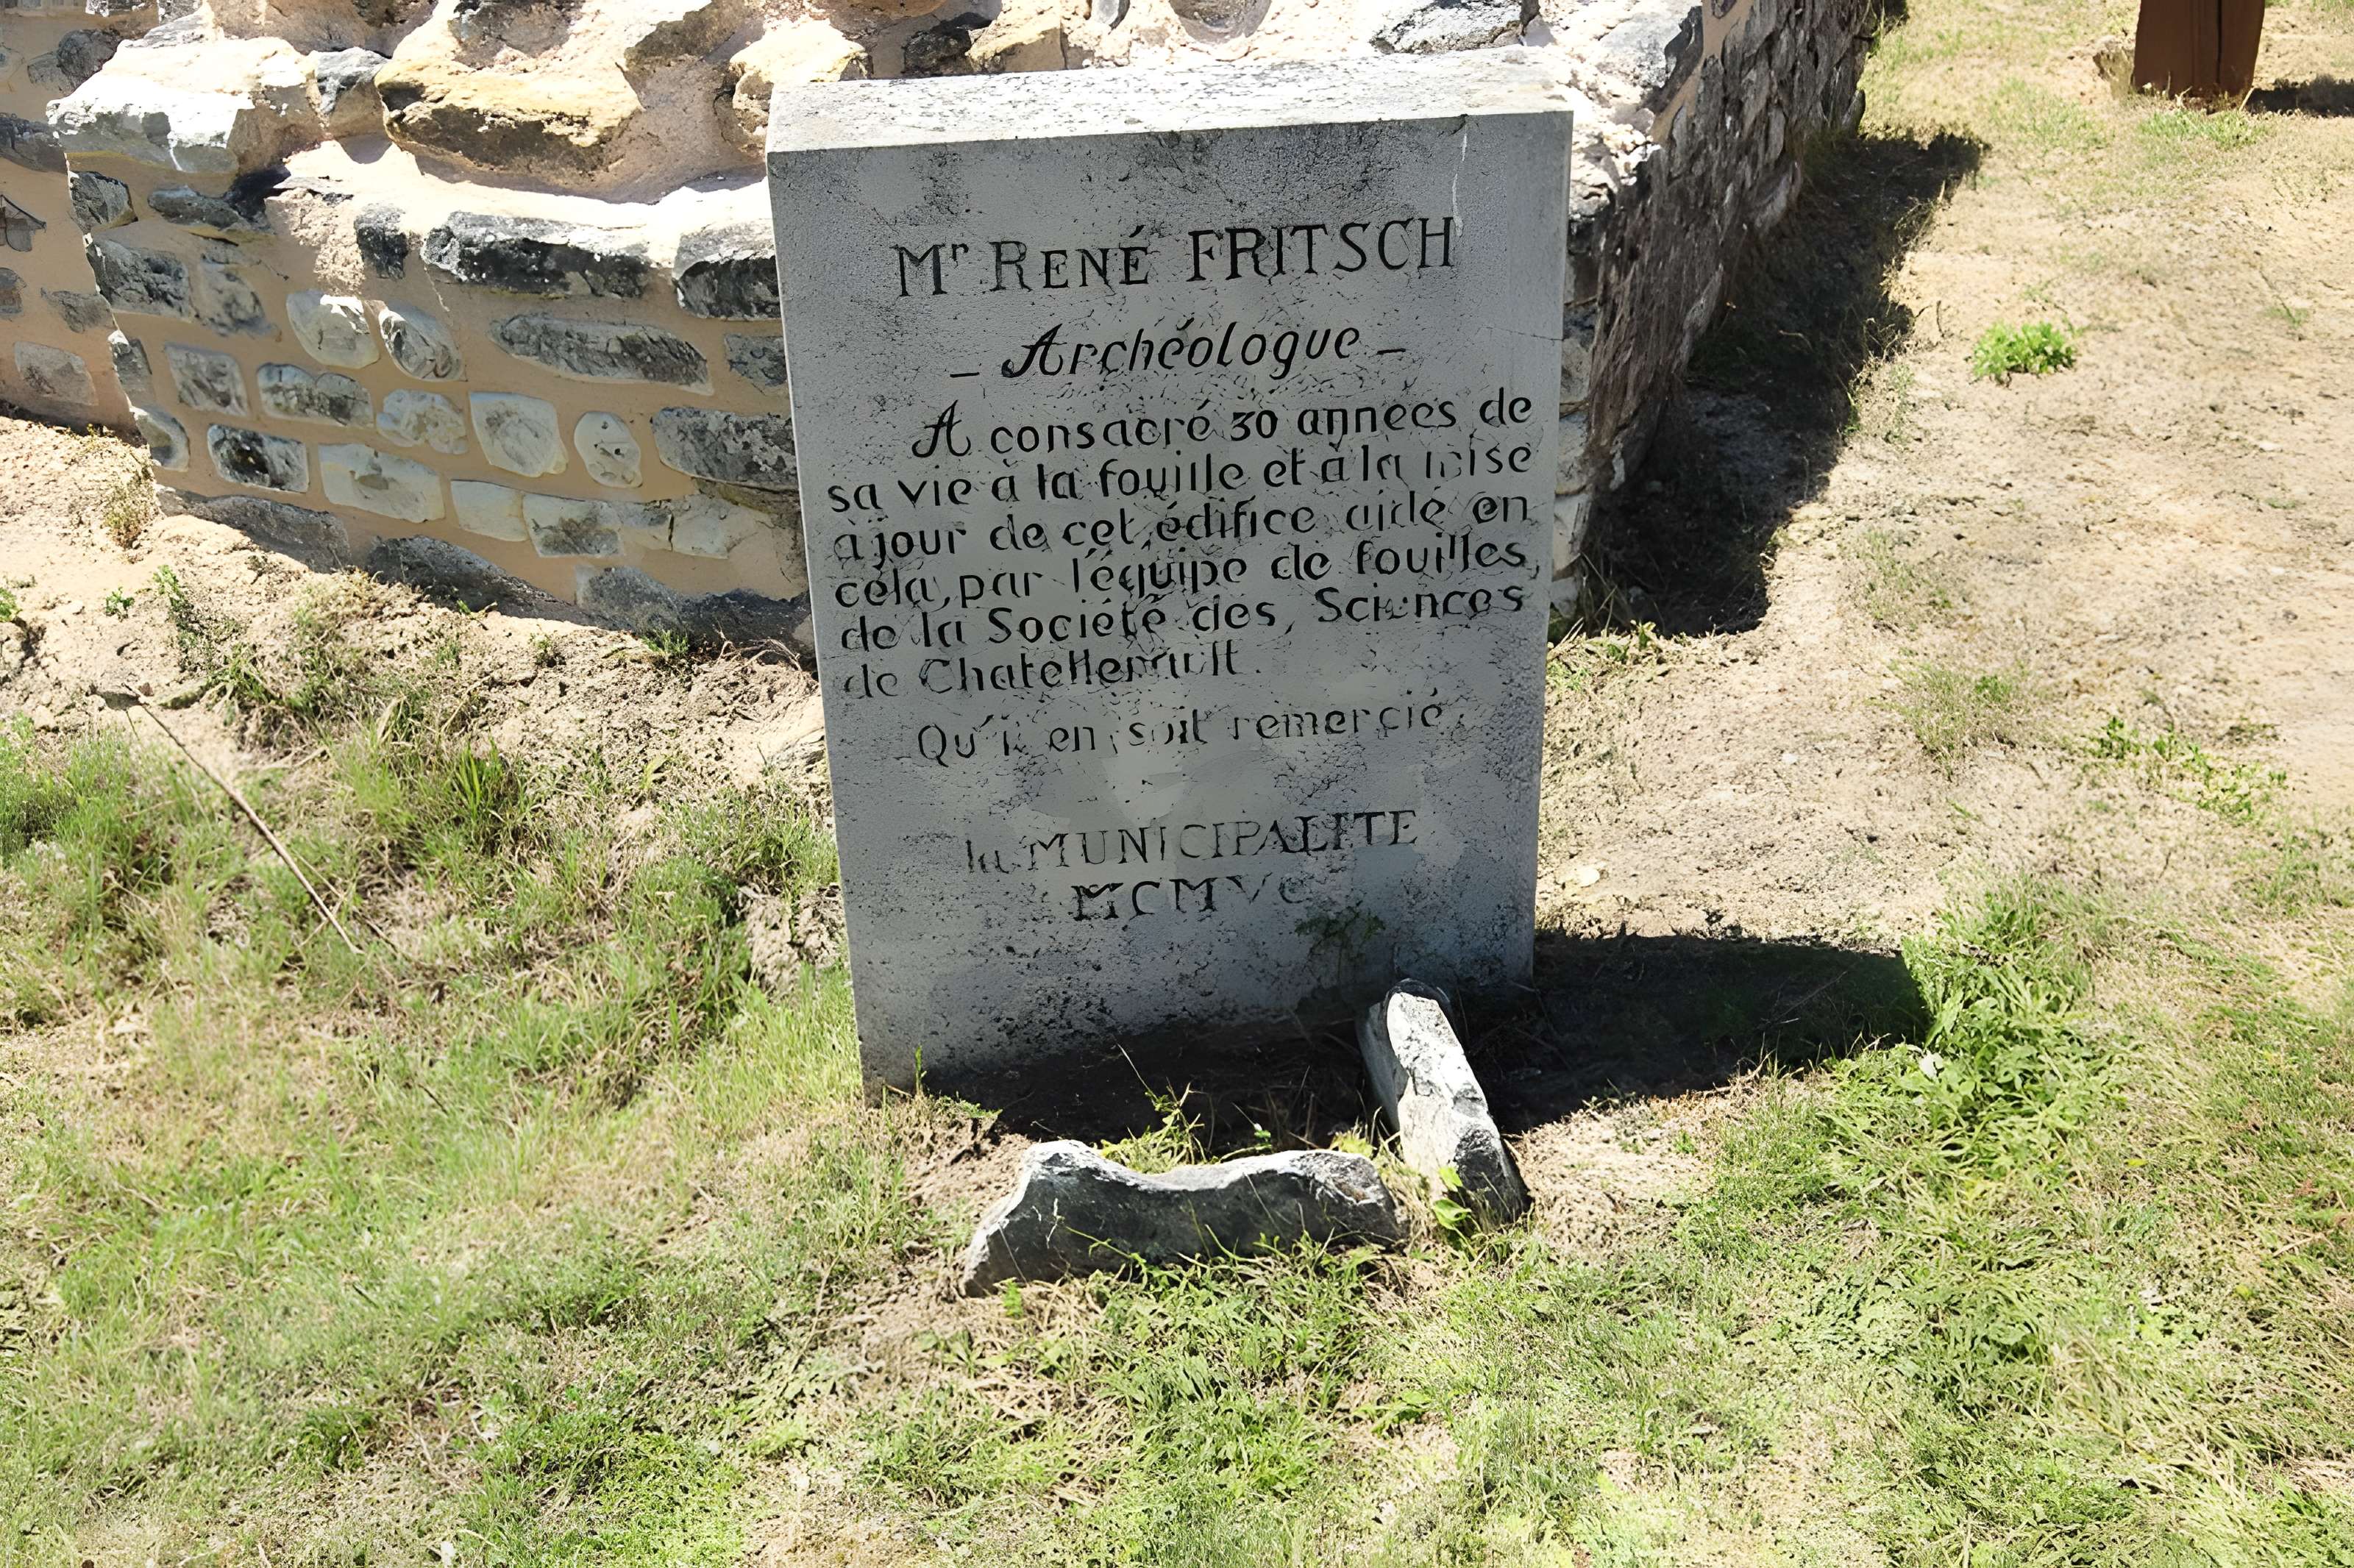 Mr RENÉ FRITSCH
- Archéologue -
A consacré 30 années de
sa vie à la fouille et à la mise
à jour de cet édifice aidé en
cela, par l'équipe de fouilles,
de la Société des Sciences
de Chatellerault.
Qu'il en soit remercié.
la MUNICIPALITE
MCMVC